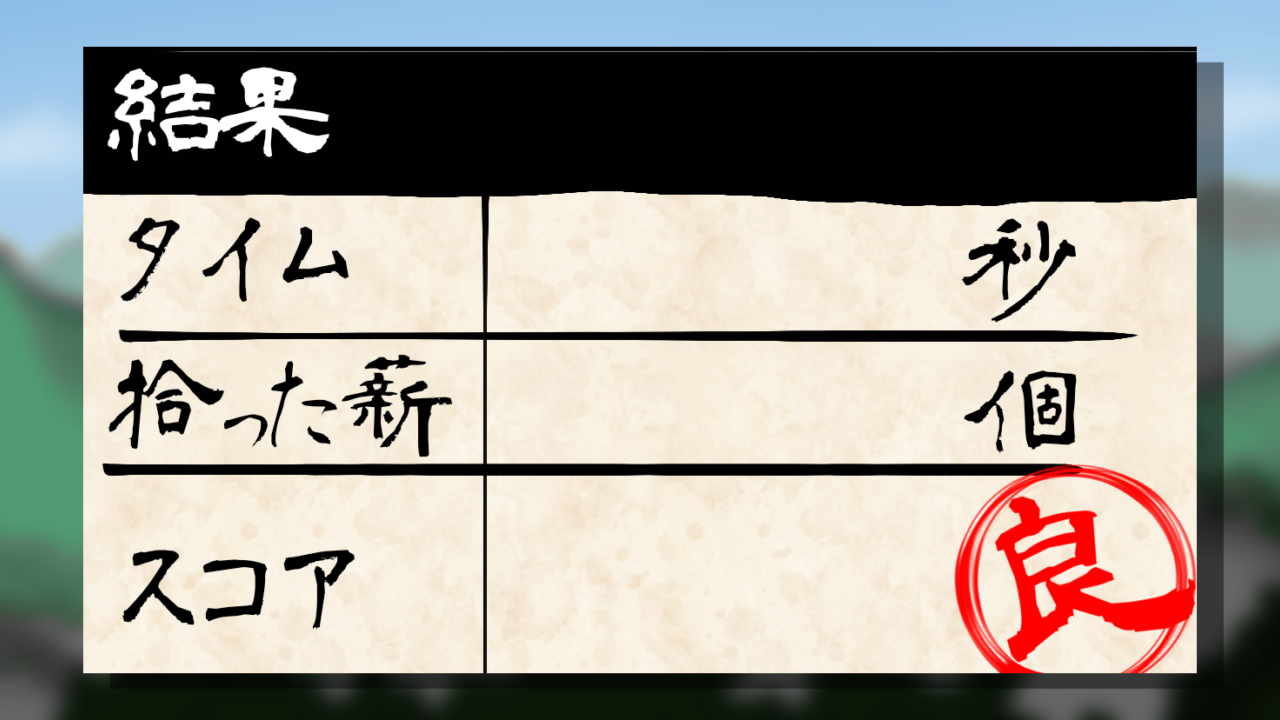 結果
タイム 秒
拾った薪 個
スコア 良